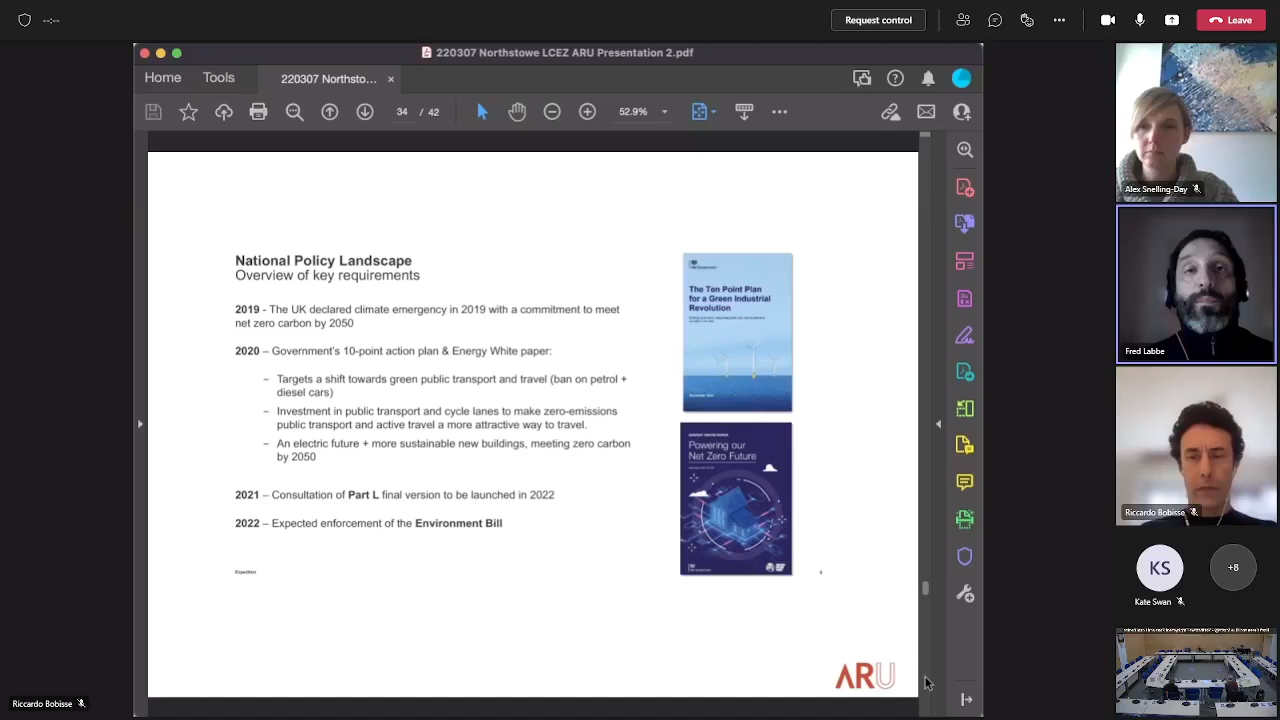 --:--
Request control
Leave
220307 Northstowe LCEZ ARU Presentation 2.pdf
Home
Tools
220307 Northsto...
34 / 42
52.9%
National Policy Landscape
Overview of key requirements
2019 - The UK declared climate emergency in 2019 with a commitment to meet
net zero carbon by 2050
2020 – Government's 10-point action plan & Energy White paper:
– Targets a shift towards green public transport and travel (ban on petrol +
diesel cars)
– Investment in public transport and cycle lanes to make zero-emissions
public transport and active travel a more attractive way to travel.
– An electric future + more sustainable new buildings, meeting zero carbon
by 2050
2021 – Consultation of Part L final version to be launched in 2022
2022 – Expected enforcement of the Environment Bill
Expedition
The Ten Point Plan
for a Green Industrial
Revolution
ENERGY WHITE PAPER
Powering our
Net Zero Future
ARU
Alex Snelling-Day
Fred Labbe
Riccardo Bobisse
KS
+8
Karl Susan
Riccardo Bobisse